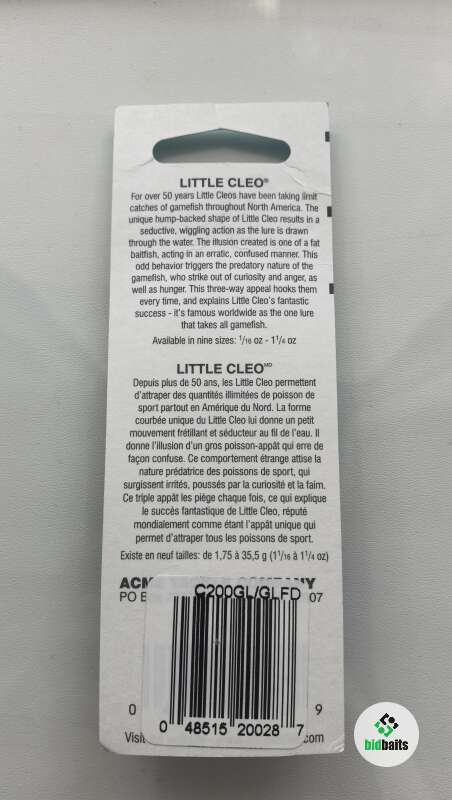 LITTLE CLEO®
For over 50 years Little Cleos have been taking limit
catches of gamefish throughout North America. The
unique hump-backed shape of Little Cleo results in a
seductive, wiggling action as the lure is drawn
through the water. The illusion created is one of a fat
baitfish, acting in an erratic, confused manner. This
odd behavior triggers the predatory nature of the
gamefish, who strike out of curiosity and anger, as
well as hunger. This three-way appeal hooks them
every time, and explains Little Cleo's fantastic
success - it's famous worldwide as the one lure
that takes all gamefish.
Available in nine sizes: 1/16 oz - 1 1/4 oz
LITTLE CLEO MD
Depuis plus de 50 ans, les Little Cleo permettent
d'attraper des quantités illimitées de poisson de
sport partout en Amérique du Nord. La forme
courbée unique du Little Cleo lui donne un petit
mouvement frétillant et séducteur au fil de l'eau. Il
donne l'illusion d'un gros poisson-appât qui erre de
façon confuse. Ce comportement étrange attise la
nature prédatrice des poissons de sport, qui
surgissent irrités, poussés par la curiosité et la faim.
Ce triple appât les piège chaque fois, ce qui explique
le succès fantastique de Little Cleo, réputé
mondialement comme étant l'appât unique qui
permet d'attraper tous les poissons de sport.
Existe en neuf tailles: de 1,75 à 35,5 g (1 1/16 à 1 1/4 oz)
PO 07
C200GL/GLFD
0 9
0 48515 20028 7
.com
bidbaits